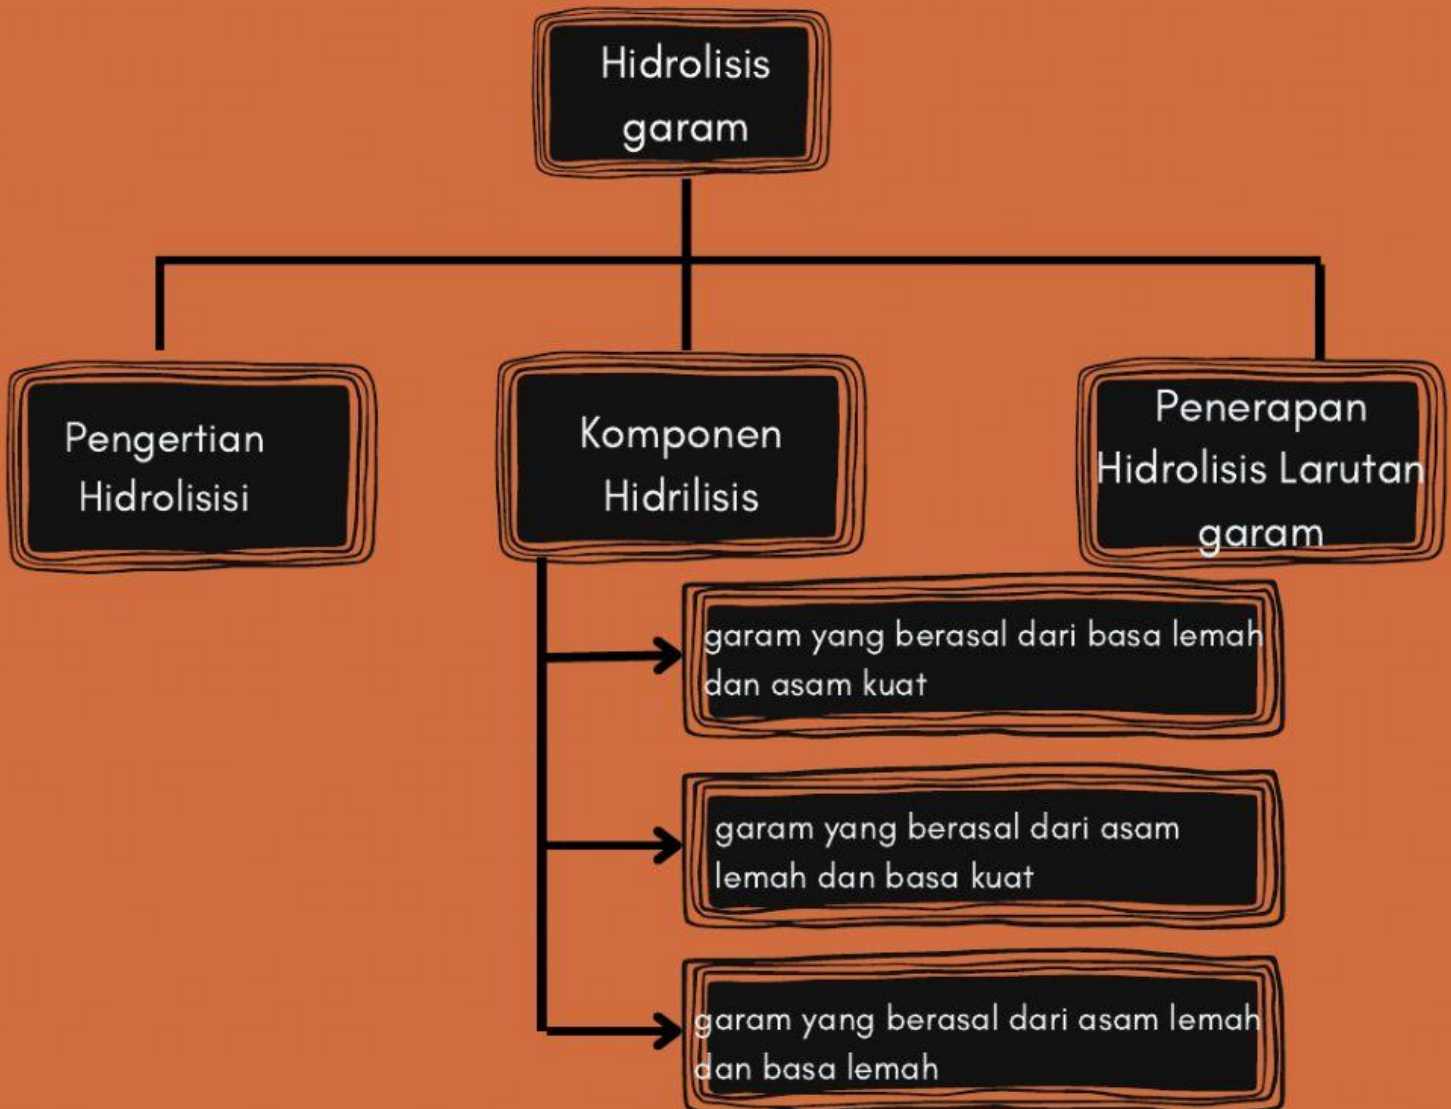 Hidrolisis
garam
Pengertian
Hidrolisisi
Komponen
Hidrilisis
Penerapan
Hidrolisis Larutan
garam
garam yang berasal dari basa lemah
dan asam kuat
garam yang berasal dari asam
lemah dan basa kuat
garam yang berasal dari asam lemah
dan basa lemah